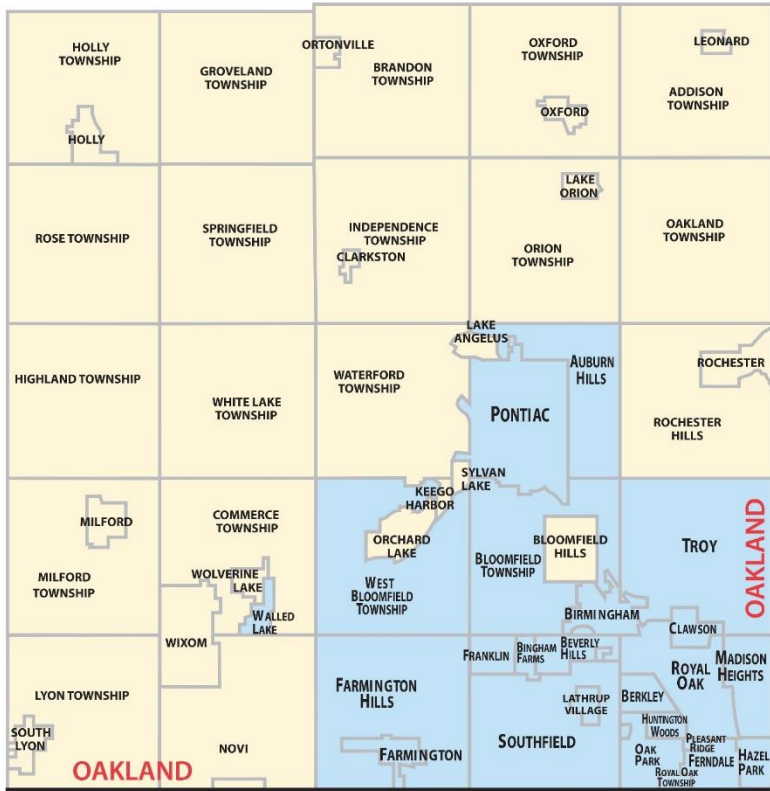 HOLLY
TOWNSHIP
GROVELAND
TOWNSHIP
ORTONVILLE
BRANDON
TOWNSHIP
OXFORD
TOWNSHIP
LEONARD
ADDISON
TOWNSHIP
HOLLY
OXFORD
ROSE TOWNSHIP
SPRINGFIELD
TOWNSHIP
INDEPENDENCE
TOWNSHIP
CLARKSTON
LAKE
ORION
ORION
TOWNSHIP
OAKLAND
TOWNSHIP
HIGHLAND TOWNSHIP
WHITE LAKE
TOWNSHIP
WATERFORD
TOWNSHIP
LAKE
ANGELUS
PONTIAC
AUBURN
HILLS
ROCHESTER
ROCHESTER
HILLS
MILFORD
MILFORD
TOWNSHIP
COMMERCE
TOWNSHIP
WOLVERINE
LAKE
WALLED
LAKE
KEEGO
HARBOR
SYLVAN
LAKE
ORCHARD
LAKE
WEST
BLOOMFIELD
TOWNSHIP
BLOOMFIELD
TOWNSHIP
BLOOMFIELD
HILLS
TROY
OAKLAND
BIRMINGHAM
CLAWSON
WIXOM
LYON TOWNSHIP
SOUTH
LYON
OAKLAND
NOVI
FARMINGTON
HILLS
FARMINGTON
FRANKLIN
BINGHAM
FARMS
BEVERLY
HILLS
LATHRUP
VILLAGE
SOUTHFIELD
ROYAL
OAK
MADISON
HEIGHTS
BERKLEY
HUNTINGTON
WOODS
OAK
PARK
PLEASANT
RIDGE
FERNDALE
ROYAL OAK
TOWNSHIP
HAZEL
PARK